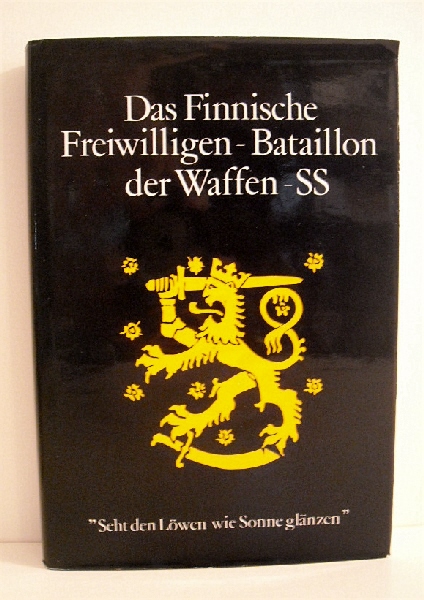 Das Finnische
Freiwilligen-Bataillon
der Waffen-SS
"Seht den Löwen wie Sonne glänzen"